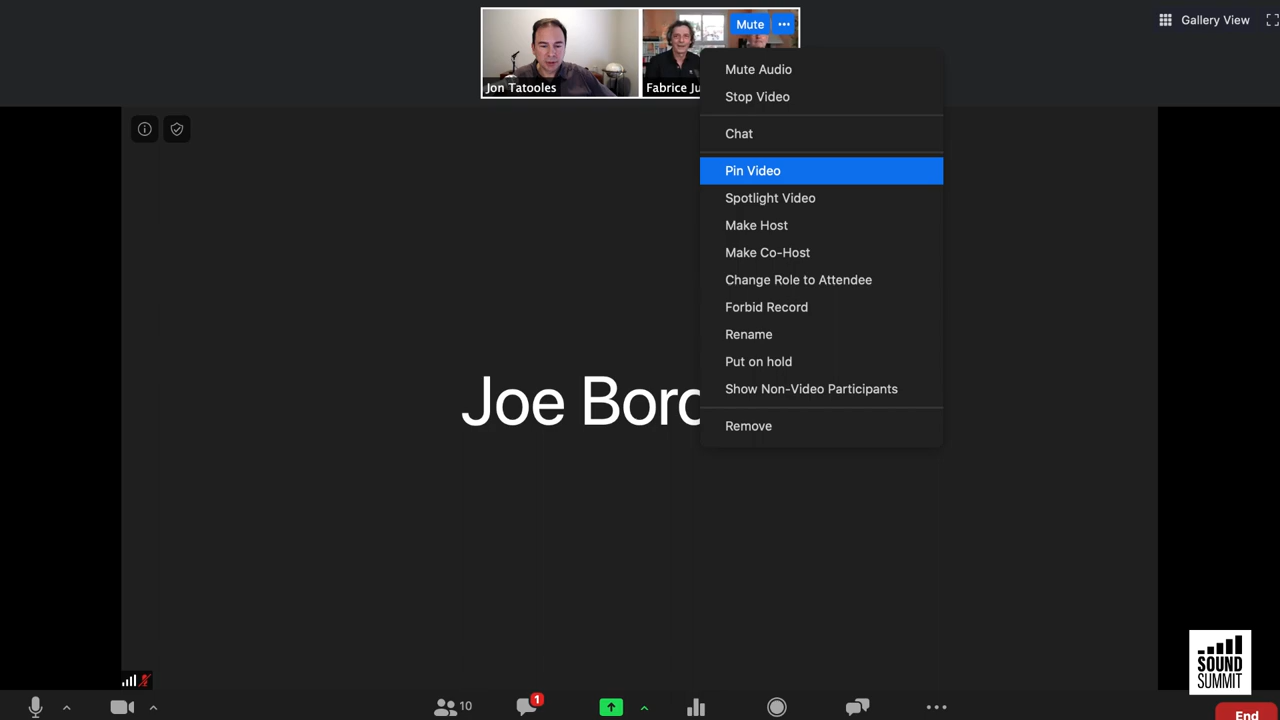 Mute
Gallery View
Jon Tatooles
Fabrice
Mute Audio
Stop Video
Chat
Pin Video
Spotlight Video
Make Host
Make Co-Host
Change Role to Attendee
Forbid Record
Rename
Put on hold
Show Non-Video Participants
Remove
Joe
10
1
SOUND
SUMMIT
End